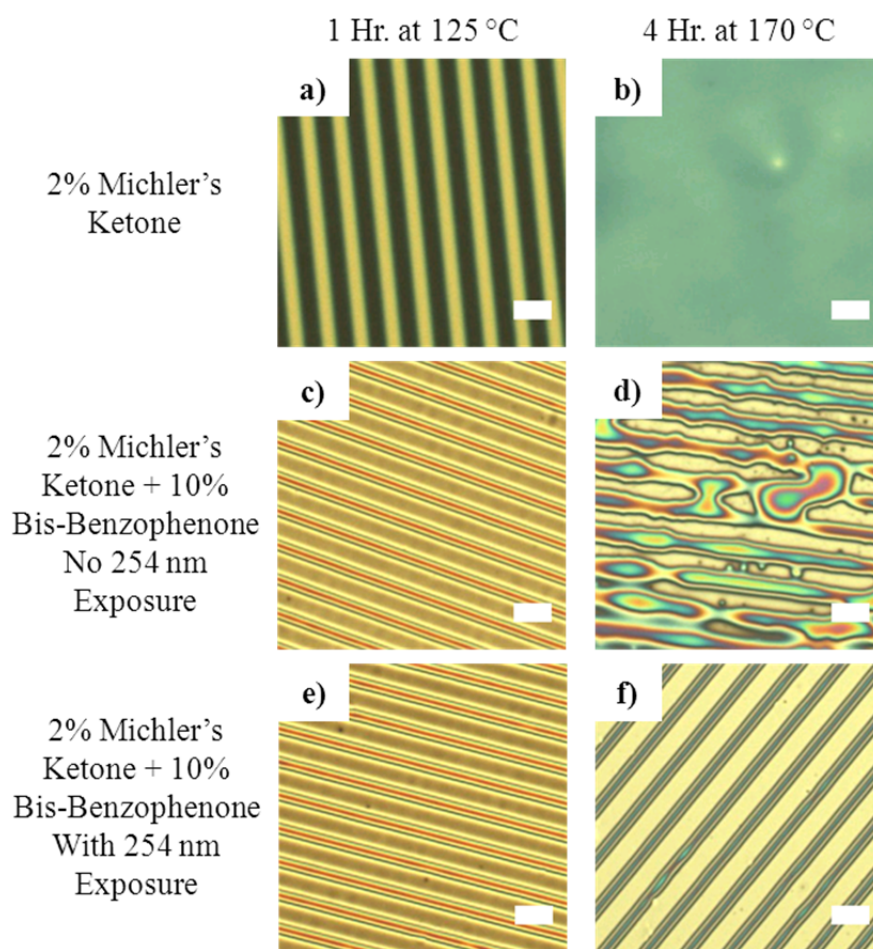 1 Hr. at 125 °C
4 Hr. at 170 °C
a)
b)
2% Michler's
Ketone
c)
d)
2% Michler's
Ketone + 10%
Bis-Benzophenone
No 254 nm
Exposure
e)
f)
2% Michler's
Ketone + 10%
Bis-Benzophenone
With 254 nm
Exposure